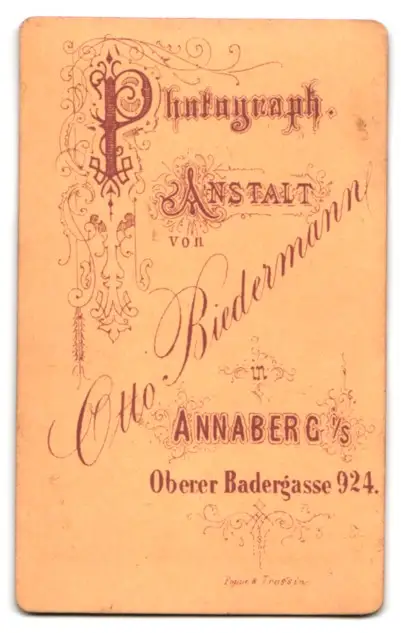 Photograph.
ANSTALT
von
Otto Biedermann
in
ANNABERG i/S
Oberer Badergasse 924.